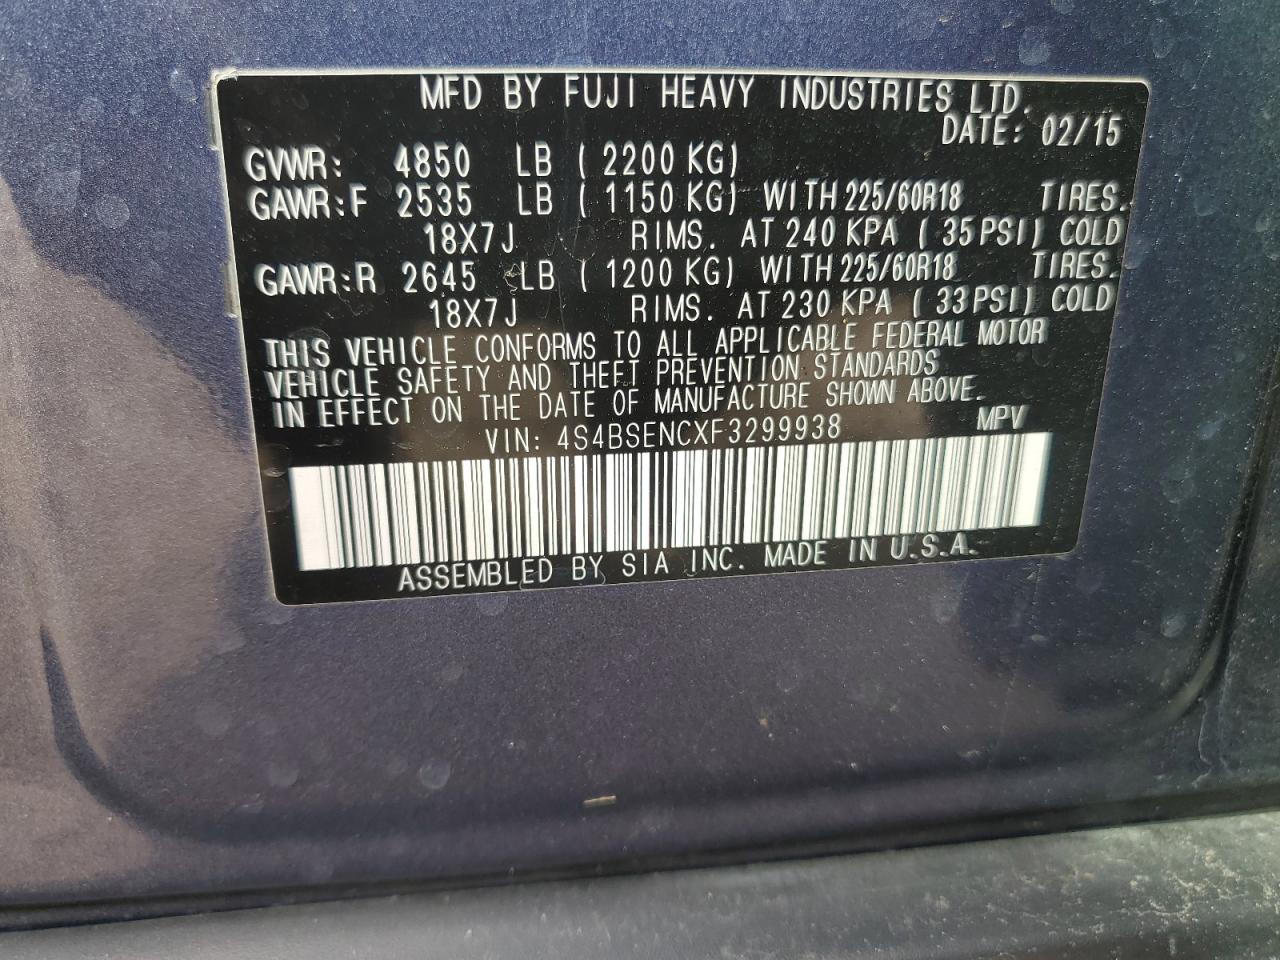 MFD BY FUJI HEAVY INDUSTRIES LTD.
DATE: 02/15
GVWR: 4850 LB ( 2200 KG)
GAWR:F 2535 LB ( 1150 KG) WITH 225/60R18 TIRES.
18X7J RIMS. AT 240 KPA ( 35 PSI) COLD
GAWR:R 2645 LB ( 1200 KG) WITH 225/60R18 TIRES.
18X7J RIMS. AT 230 KPA ( 33 PSI) COLD
THIS VEHICLE CONFORMS TO ALL APPLICABLE FEDERAL MOTOR
VEHICLE SAFETY AND THEFT PREVENTION STANDARDS
IN EFFECT ON THE DATE OF MANUFACTURE SHOWN ABOVE.
VIN: 4S4BSENCXF3299938 MPV
ASSEMBLED BY SIA INC. MADE IN U.S.A.